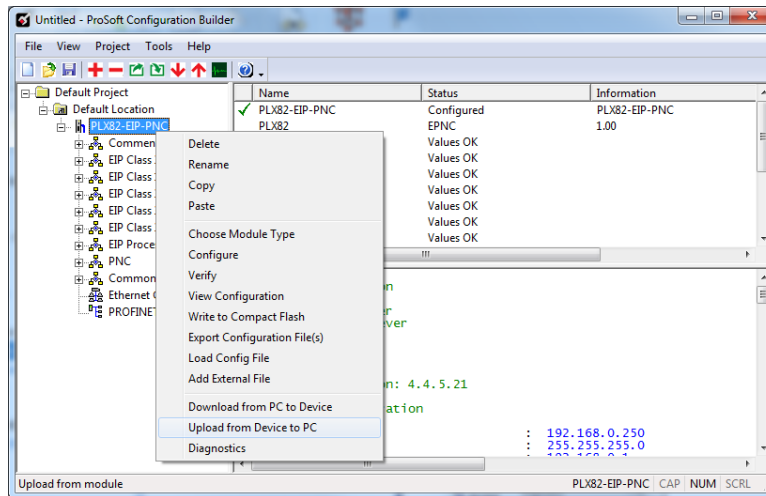 Untitled - ProSoft Configuration Builder
File View Project Tools Help
Default Project
Default Location
PLX82-EIP-PNC
Commen
EIP Class
EIP Class
EIP Class
EIP Class
EIP Class
EIP Proce
PNC
Common
Ethernet
PROFINET
Name Status Information
PLX82-EIP-PNC Configured PLX82-EIP-PNC
PLX82 EPNC 1.00
Values OK
Values OK
Values OK
Values OK
Values OK
Values OK
Values OK
Delete
Rename
Copy
Paste
Choose Module Type
Configure
Verify
View Configuration
Write to Compact Flash
Export Configuration File(s)
Load Config File
Add External File
Download from PC to Device
Upload from Device to PC
Diagnostics
n: 4.4.5.21
: 192.168.0.250
: 255.255.255.0
Upload from module
PLX82-EIP-PNC CAP NUM SCRL